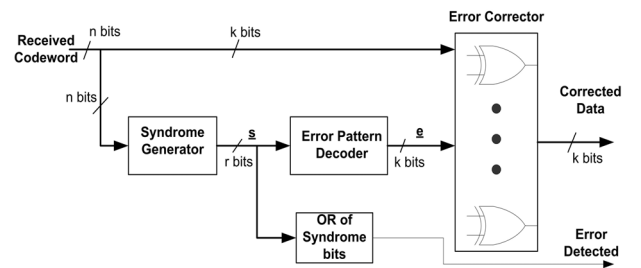 Error Corrector
Received
Codeword
n bits
k bits
n bits
Syndrome
Generator
s
r bits
Error Pattern
Decoder
e
k bits
Corrected
Data
k bits
OR of
Syndrome
bits
Error
Detected